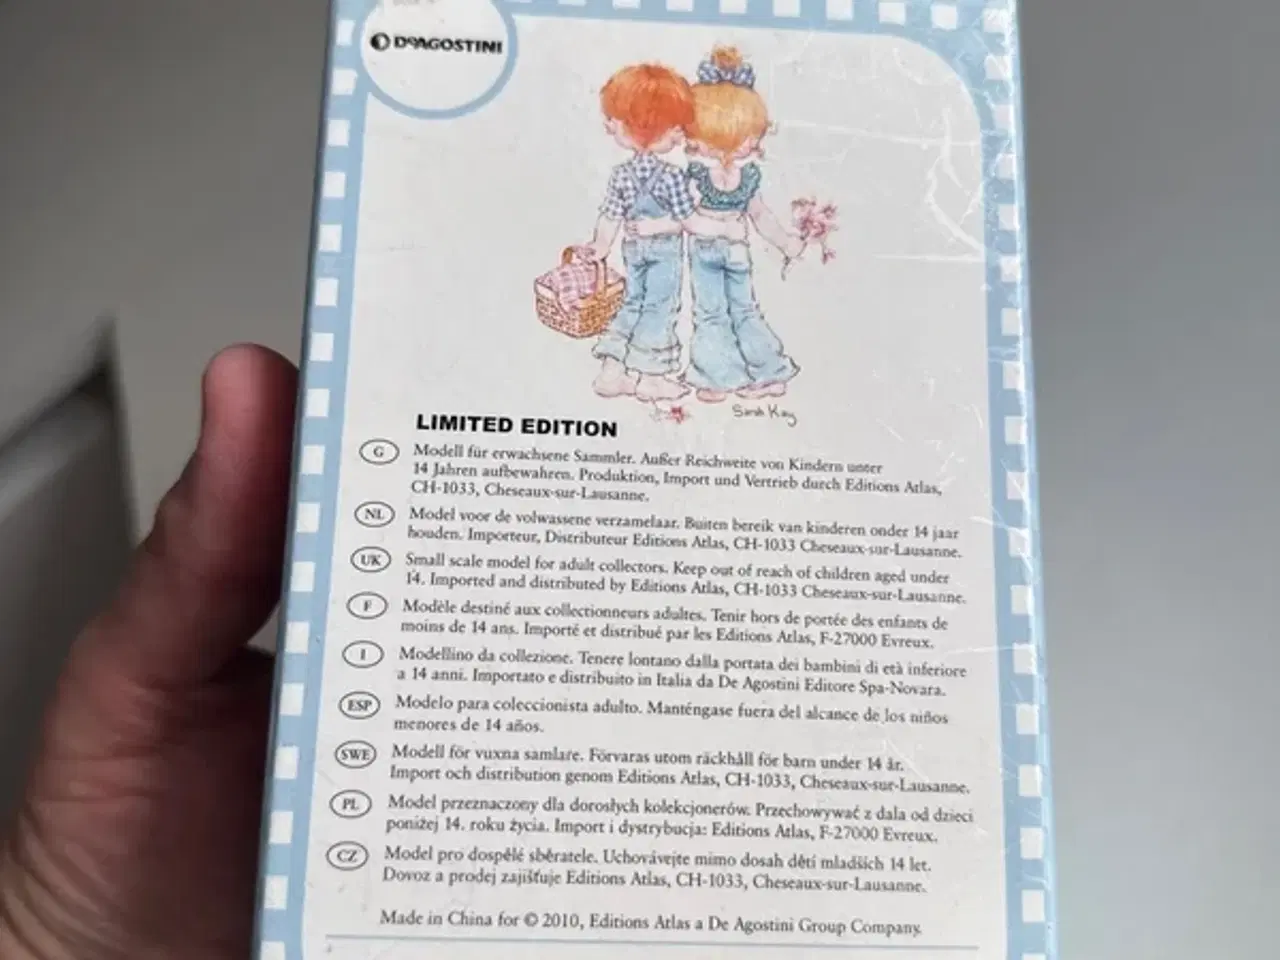 DeAGOSTINI
Sarah Kay
LIMITED EDITION
G Modell für erwachsene Sammler. Außer Reichweite von Kindern unter
14 Jahren aufbewahren. Produktion, Import und Vertrieb durch Editions Atlas,
CH-1033, Cheseaux-sur-Lausanne.
NL Model voor de volwassene verzamelaar. Buiten bereik van kinderen onder 14 jaar
houden. Importeur, Distributeur Editions Atlas, CH-1033 Cheseaux-sur-Lausanne.
UK Small scale model for adult collectors. Keep out of reach of children aged under
14. Imported and distributed by Editions Atlas, CH-1033 Cheseaux-sur-Lausanne.
F Modèle destiné aux collectionneurs adultes. Tenir hors de portée des enfants de
moins de 14 ans. Importé et distribué par les Editions Atlas, F-27000 Evreux.
I Modellino da collezione. Tenere lontano dalla portata dei bambini di età inferiore
a 14 anni. Importato e distribuito in Italia da De Agostini Editore Spa-Novara.
ESP Modelo para coleccionista adulto. Manténgase fuera del alcance de los niños
menores de 14 años.
SWE Modell för vuxna samlare. Förvaras utom räckhåll för barn under 14 år.
Import och distribution genom Editions Atlas, CH-1033, Cheseaux-sur-Lausanne.
PL Model przeznaczony dla dorosłych kolekcjonerów. Przechowywać z dala od dzieci
poniżej 14. roku życia. Import i dystrybucja: Editions Atlas, F-27000 Evreux.
CZ Model pro dospělé sběratele. Uchovávejte mimo dosah dětí mladších 14 let.
Dovoz a prodej zajišťuje Editions Atlas, CH-1033, Cheseaux-sur-Lausanne.
Made in China for © 2010, Editions Atlas a De Agostini Group Company.